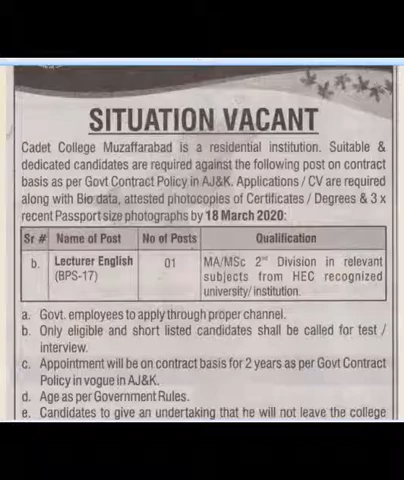 SITUATION VACANT
Cadet College Muzaffarabad is a residential institution. Suitable &
dedicated candidates are required against the following post on contract
basis as per Govt Contract Policy in AJ&K. Applications / CV are required
along with Bio data, attested photocopies of Certificates / Degrees & 3 x
recent Passport size photographs by 18 March 2020:
Sr # Name of Post No of Posts Qualification
b. Lecturer English 01 MA/MSc 2nd Division in relevant
(BPS-17) subjects from HEC recognized
university/ institution.
a. Govt. employees to apply through proper channel.
b. Only eligible and short listed candidates shall be called for test /
interview.
c. Appointment will be on contract basis for 2 years as per Govt Contract
Policy in vogue in AJ&K.
d. Age as per Government Rules.
e. Candidates to give an undertaking that he will not leave the college